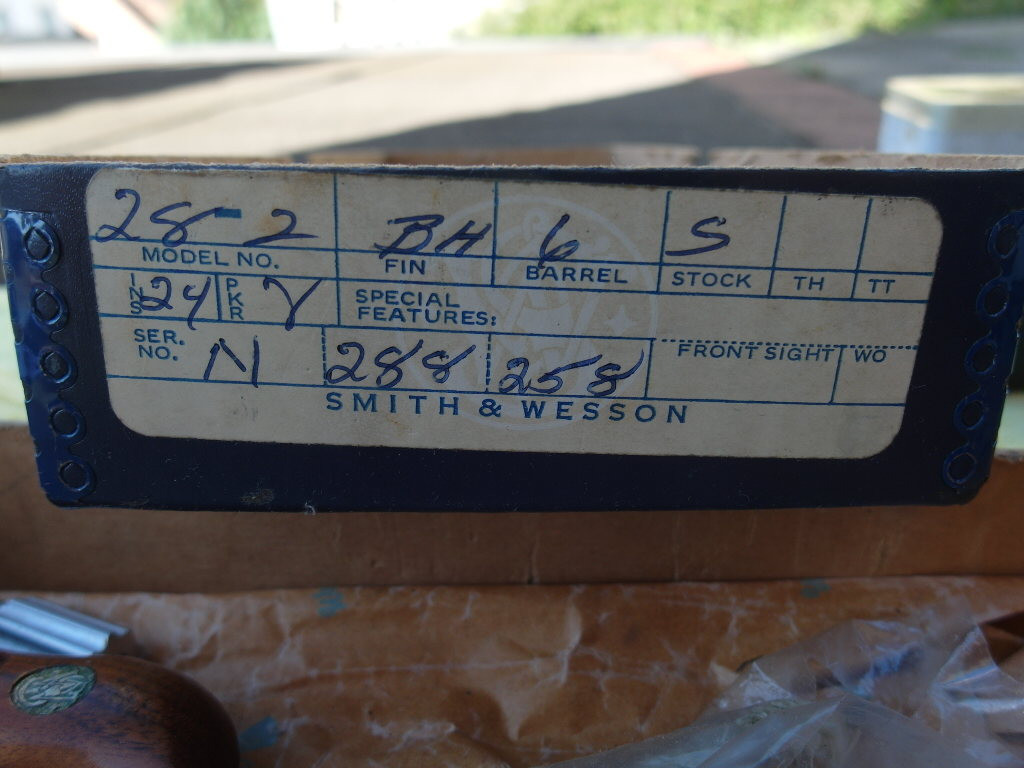 28-2 BH 6 S
MODEL NO. FIN BARREL STOCK TH TT
INS 24 PKR Y SPECIAL
FEATURES:
SER.
NO. N 288 258 FRONT SIGHT WO
SMITH & WESSON